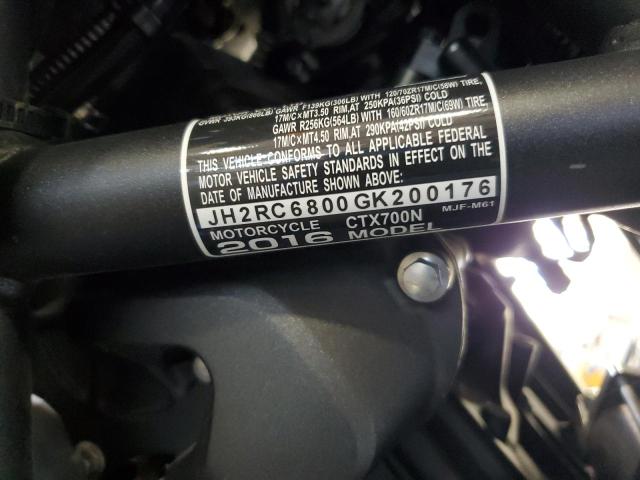 GVWR 393KG(866LB) GAWR F139KG(306LB) WITH 120/70ZR17M/C(58W) TIRE,
17M/C×MT3.50 RIM,AT 250KPA(36PSI) COLD
GAWR R256KG(564LB) WITH 160/60ZR17M/C(69W) TIRE,
17M/C×MT4.50 RIM.AT 290KPA(42PSI) COLD
THIS VEHICLE CONFORMS TO ALL APPLICABLE FEDERAL
MOTOR VEHICLE SAFETY STANDARDS IN EFFECT ON THE
DATE OF MANUFACTURE SHOWN ABOVE:
JH2RC6800GK200176
MOTORCYCLE CTX700N MJF-M61
2016 MODEL